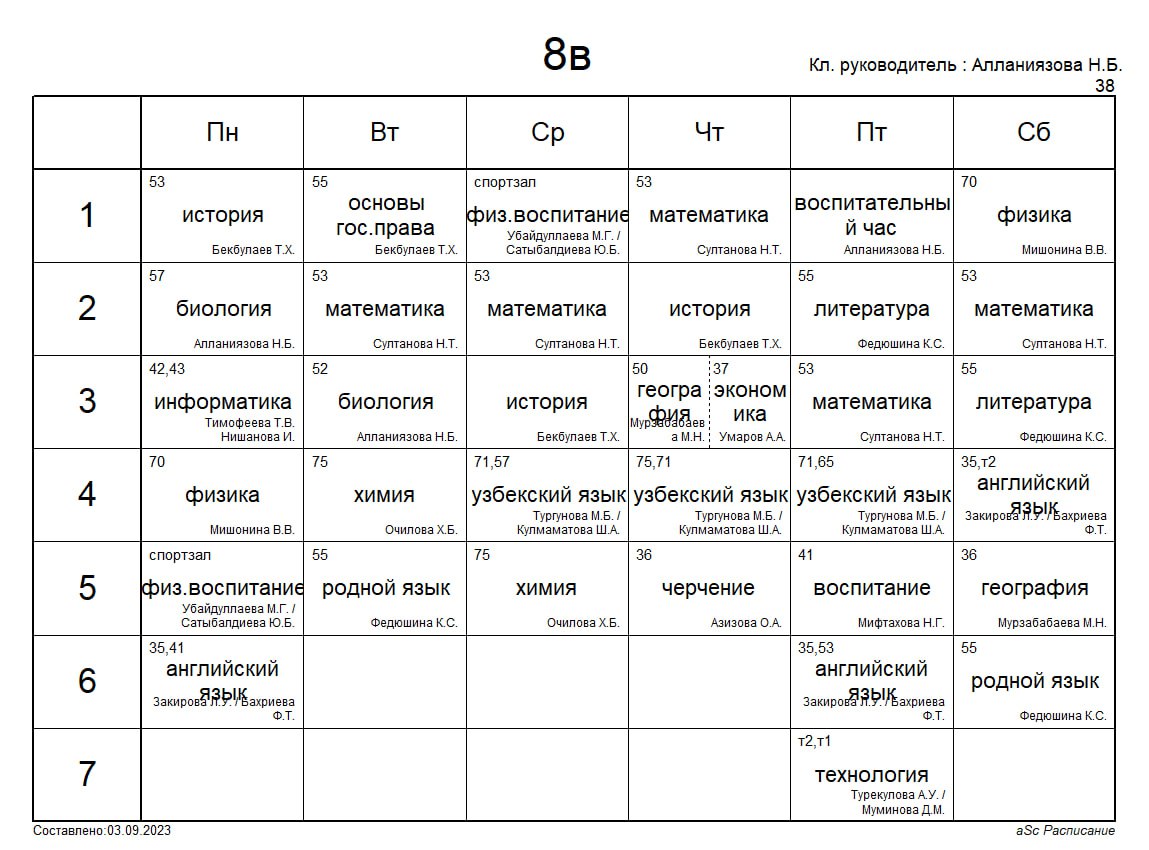 8в
Кл. руководитель : Алланиязова Н.Б.
38
Пн Вт Ср Чт Пт Сб
1
53
история
Бекбулаев Т.Х.
55
основы
гос.права
Бекбулаев Т.Х.
спортзал
физ.воспитание
Убайдуллаева М.Г. /
Сатыбалдиева Ю.Б.
53
математика
Султанова Н.Т.
воспитательны
й час
Алланиязова Н.Б.
70
физика
Мишонина В.В.
2
57
биология
Алланиязова Н.Б.
53
математика
Султанова Н.Т.
53
математика
Султанова Н.Т.
история
Бекбулаев Т.Х.
55
литература
Федюшина К.С.
53
математика
Султанова Н.Т.
3
42,43
информатика
Тимофеева Т.В.
Нишанова И.
52
биология
Алланиязова Н.Б.
история
Бекбулаев Т.Х.
50
геогра
фия
Мурзабабаев
а М.Н.
37
эконом
ика
Умаров А.А.
53
математика
Султанова Н.Т.
55
литература
Федюшина К.С.
4
70
физика
Мишонина В.В.
75
химия
Очилова Х.Б.
71,57
узбекский язык
Тургунова М.Б. /
Кулмаматова Ш.А.
75,71
узбекский язык
Тургунова М.Б. /
Кулмаматова Ш.А.
71,65
узбекский язык
Тургунова М.Б. /
Кулмаматова Ш.А.
35,т2
английский
язык
Закирова Л.У. / Бахриева
Ф.Т.
5
спортзал
физ.воспитание
Убайдуллаева М.Г. /
Сатыбалдиева Ю.Б.
55
родной язык
Федюшина К.С.
75
химия
Очилова Х.Б.
36
черчение
Азизова О.А.
41
воспитание
Мифтахова Н.Г.
36
география
Мурзабабаева М.Н.
6
35,41
английский
язык
Закирова Л.У. / Бахриева
Ф.Т.
35,53
английский
язык
Закирова Л.У. / Бахриева
Ф.Т.
55
родной язык
Федюшина К.С.
7
т2,т1
технология
Турекулова А.У. /
Муминова Д.М.
Составлено:03.09.2023
aSc Расписание